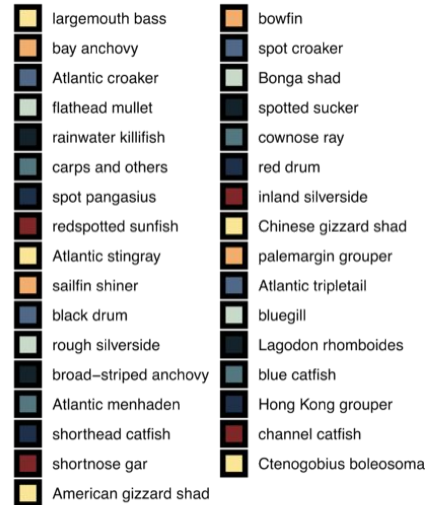 largemouth bass
bay anchovy
Atlantic croaker
flathead mullet
rainwater killifish
carps and others
spot pangasius
redspotted sunfish
Atlantic stingray
sailfin shiner
black drum
rough silverside
broad−striped anchovy
Atlantic menhaden
shorthead catfish
shortnose gar
American gizzard shad
bowfin
spot croaker
Bonga shad
spotted sucker
cownose ray
red drum
inland silverside
Chinese gizzard shad
palemargin grouper
Atlantic tripletail
bluegill
Lagodon rhomboides
blue catfish
Hong Kong grouper
channel catfish
Ctenogobius boleosoma